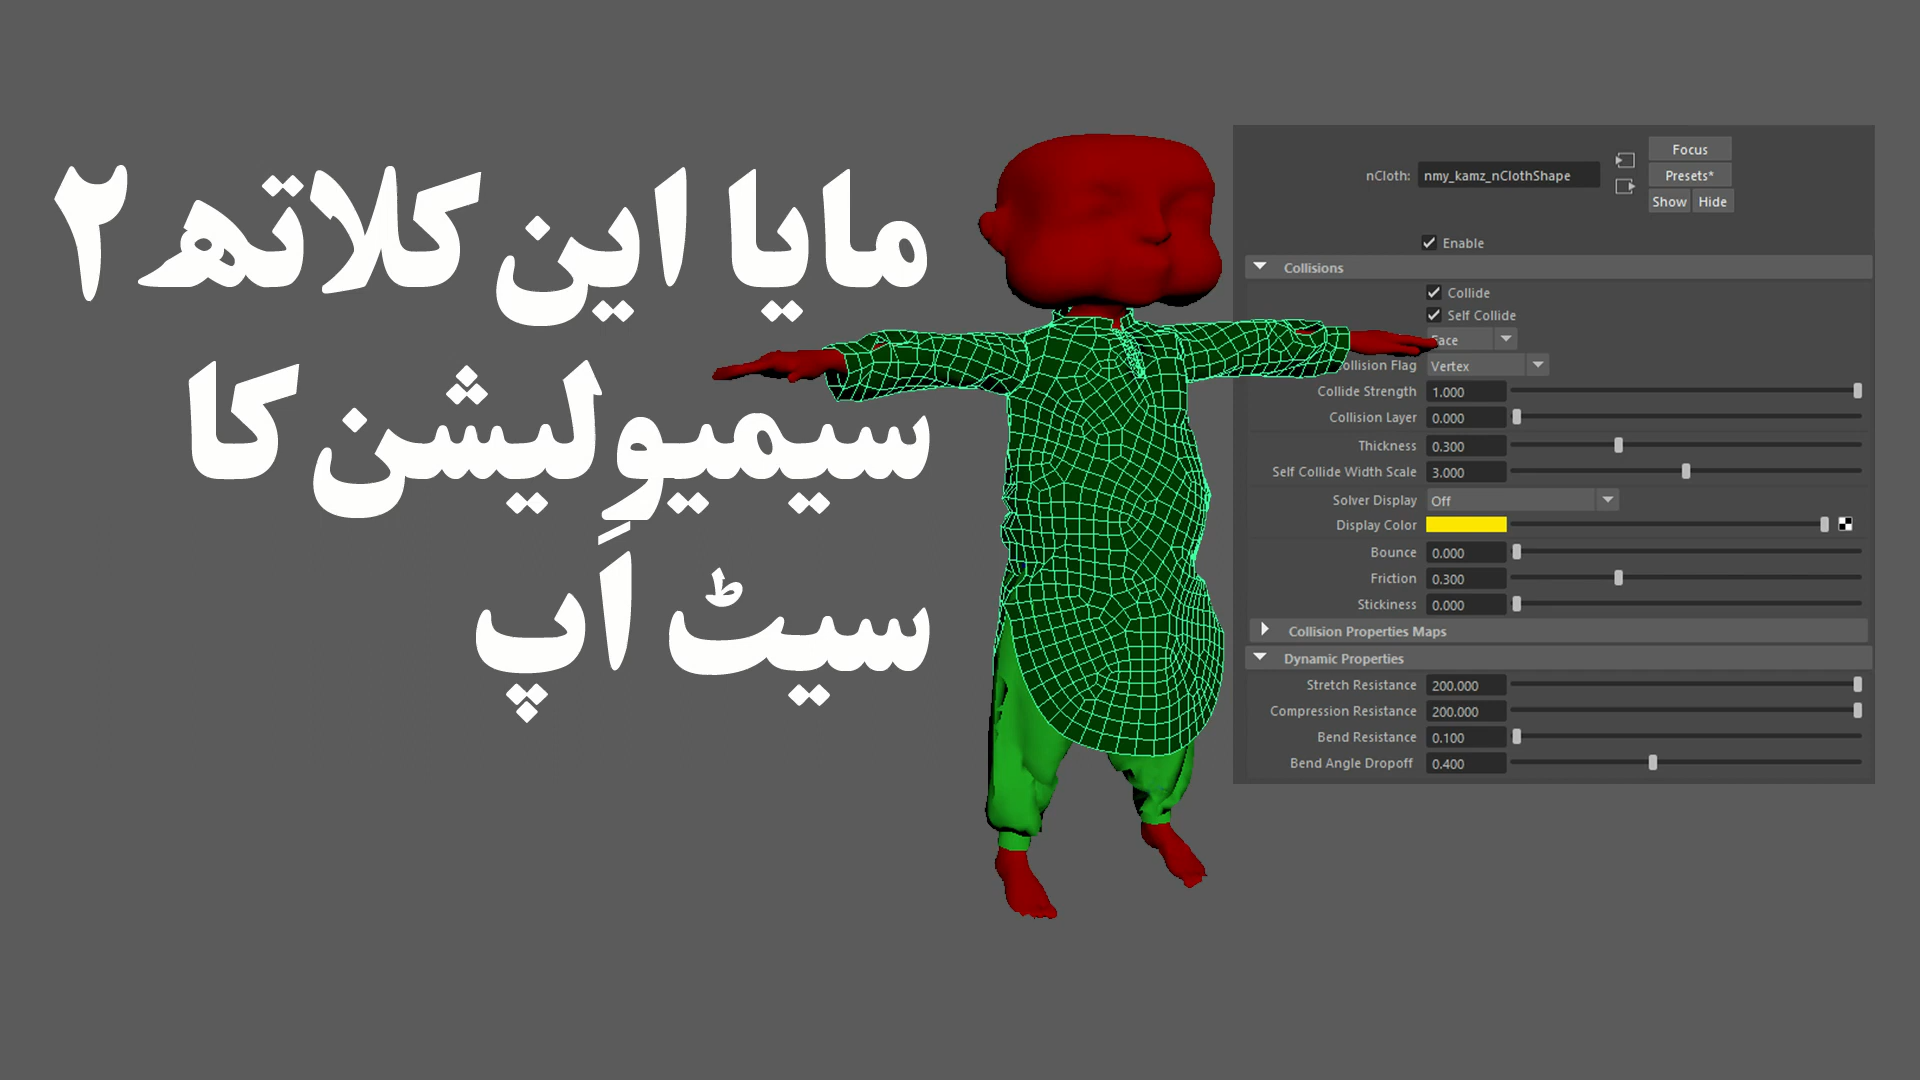 مایا این کلاتھ ۲
سیمیولیشن کا
سیٹ اَپ
nCloth: nmy_kamz_nClothShape
Focus
Presets*
Show Hide
Enable
Collisions
Collide
Self Collide
Flag Vertex
Collide Strength 1.000
Collision Layer 0.000
Thickness 0.300
Self Collide Width Scale 3.000
Solver Display Off
Display Color
Bounce 0.000
Friction 0.300
Stickiness 0.000
Collision Properties Maps
Dynamic Properties
Stretch Resistance 200.000
Compression Resistance 200.000
Bend Resistance 0.100
Bend Angle Dropoff 0.400